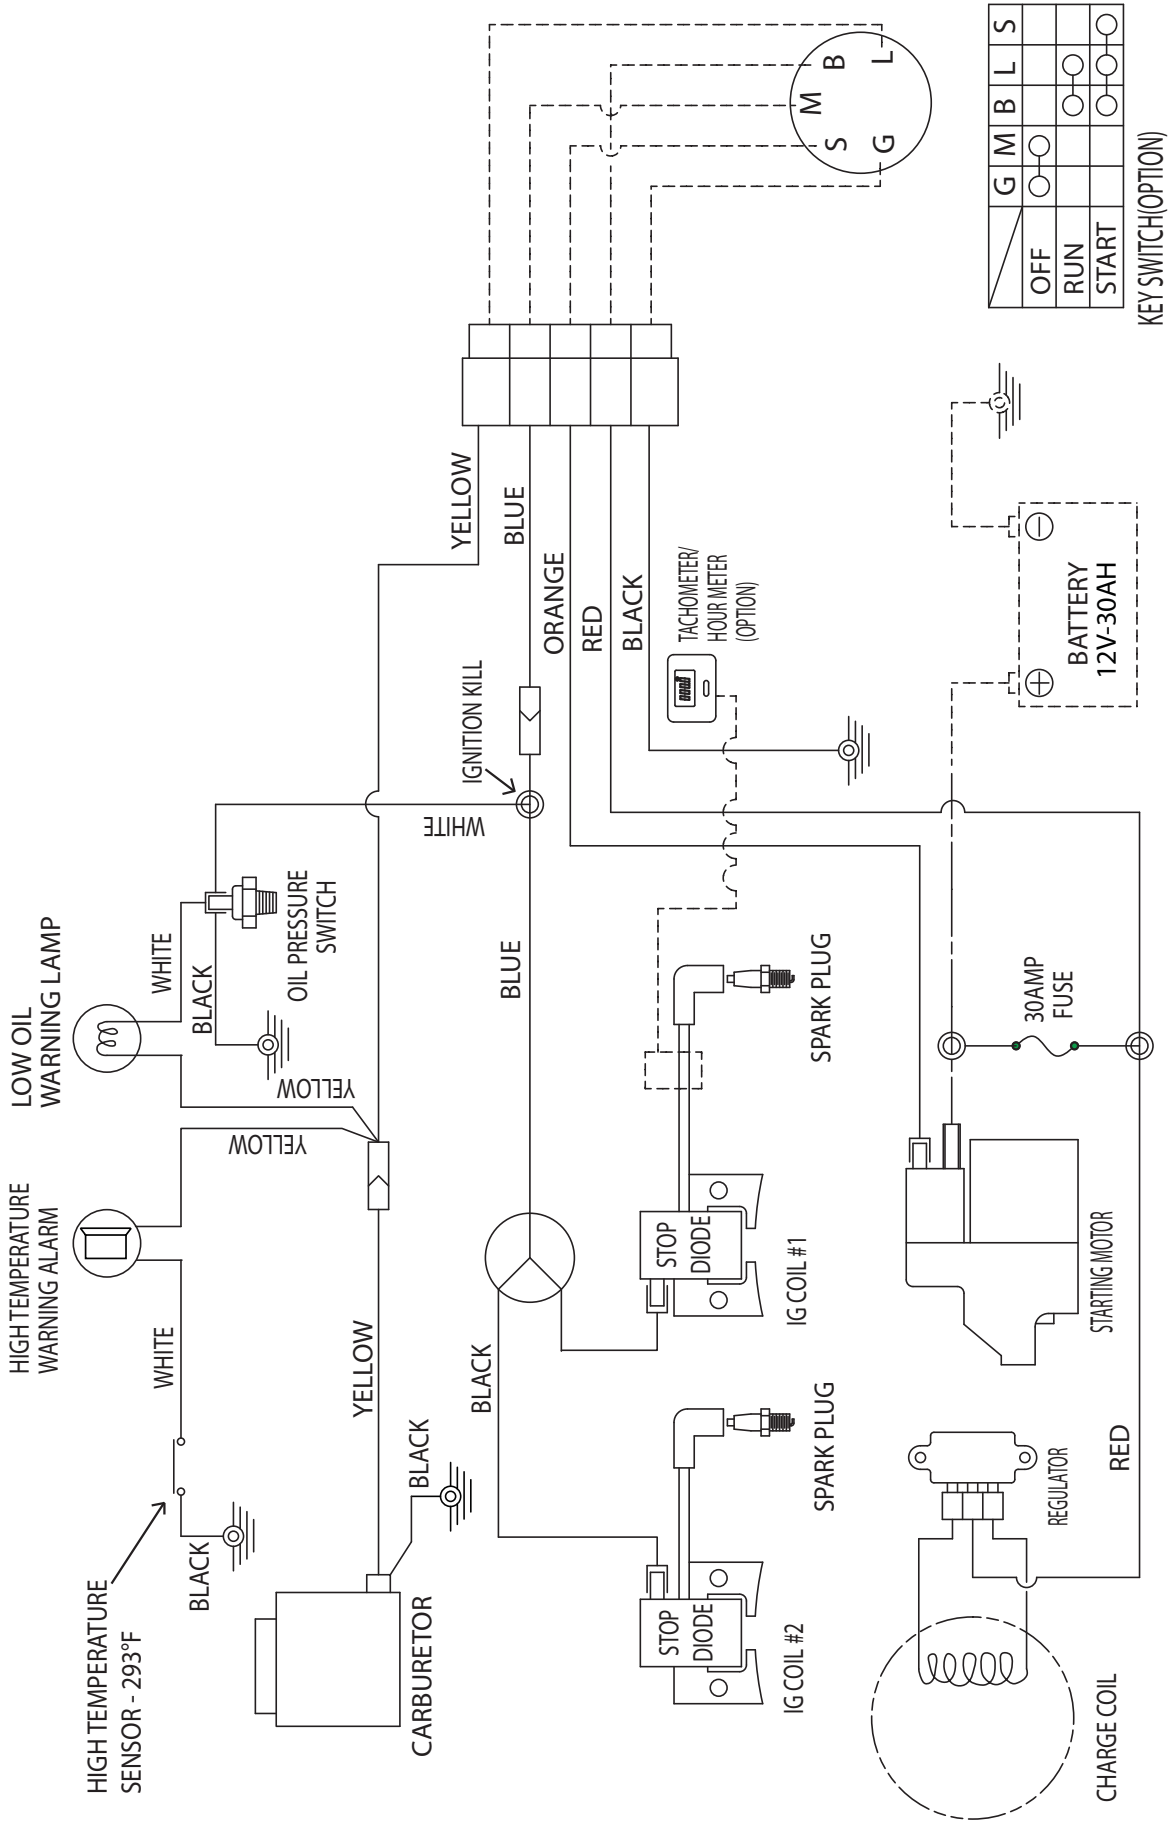 HIGH TEMPERATURE
SENSOR - 293°F
BLACK
WHITE
HIGH TEMPERATURE
WARNING ALARM
YELLOW
LOW OIL
WARNING LAMP
YELLOW
WHITE
BLACK
OIL PRESSURE
SWITCH
WHITE
CARBURETOR
BLACK
YELLOW
IGNITION KILL
BLUE
BLACK
YELLOW
BLUE
ORANGE
RED
BLACK
IG COIL #2
STOP
DIODE
SPARK PLUG
IG COIL #1
STOP
DIODE
SPARK PLUG
TACHOMETER/
HOUR METER
(OPTION)
CHARGE COIL
REGULATOR
RED
STARTING MOTOR
30AMP
FUSE
BATTERY
12V-30AH
S
M
B
G
L
G M B L S
OFF
RUN
START
KEY SWITCH(OPTION)